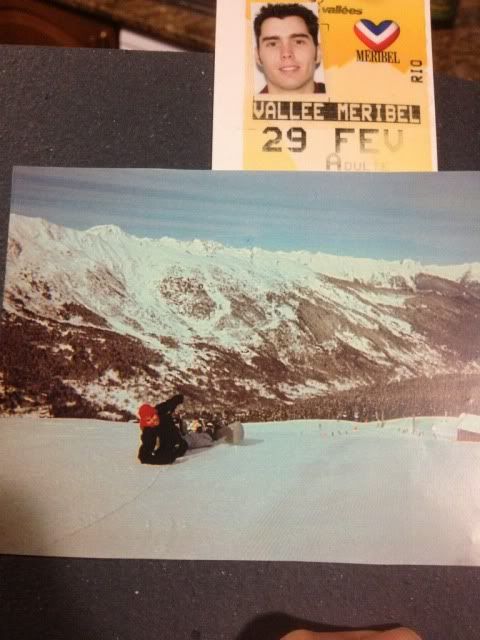 vallées
MERIBEL
RIO
VALLEE MERIBEL
29 FEV
ADULTE